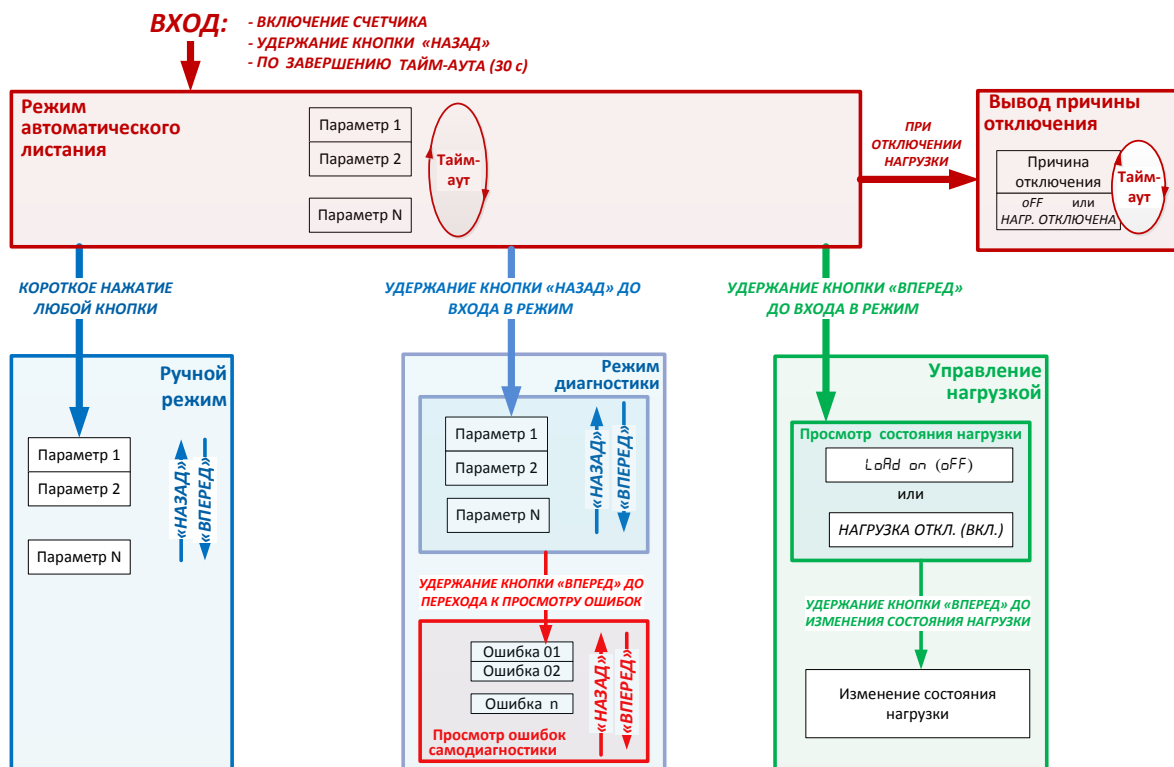 ВХОД:
- ВКЛЮЧЕНИЕ СЧЕТЧИКА
- УДЕРЖАНИЕ КНОПКИ «НАЗАД»
- ПО ЗАВЕРШЕНИЮ ТАЙМ-АУТА (30 с)
Режим
автоматического
листания
Параметр 1
Параметр 2
Параметр N
Тайм-
аут
ПРИ
ОТКЛЮЧЕНИИ
НАГРУЗКИ
Вывод причины
отключения
Причина
отключения
oFF или
НАГР. ОТКЛЮЧЕНА
Тайм-
аут
КОРОТКОЕ НАЖАТИЕ
ЛЮБОЙ КНОПКИ
УДЕРЖАНИЕ КНОПКИ «НАЗАД» ДО
ВХОДА В РЕЖИМ
УДЕРЖАНИЕ КНОПКИ «ВПЕРЕД»
ДО ВХОДА В РЕЖИМ
Ручной
режим
Параметр 1
Параметр 2
Параметр N
«НАЗАД»
«ВПЕРЕД»
Режим
диагностики
Параметр 1
Параметр 2
Параметр N
«НАЗАД»
«ВПЕРЕД»
УДЕРЖАНИЕ КНОПКИ «ВПЕРЕД» ДО
ПЕРЕХОДА К ПРОСМОТРУ ОШИБОК
Ошибка 01
Ошибка 02
Ошибка n
«НАЗАД»
«ВПЕРЕД»
Просмотр ошибок
самодиагностики
Управление
нагрузкой
Просмотр состояния нагрузки
LoAd on (oFF)
или
НАГРУЗКА ОТКЛ. (ВКЛ.)
УДЕРЖАНИЕ КНОПКИ «ВПЕРЕД» ДО
ИЗМЕНЕНИЯ СОСТОЯНИЯ НАГРУЗКИ
Изменение состояния
нагрузки